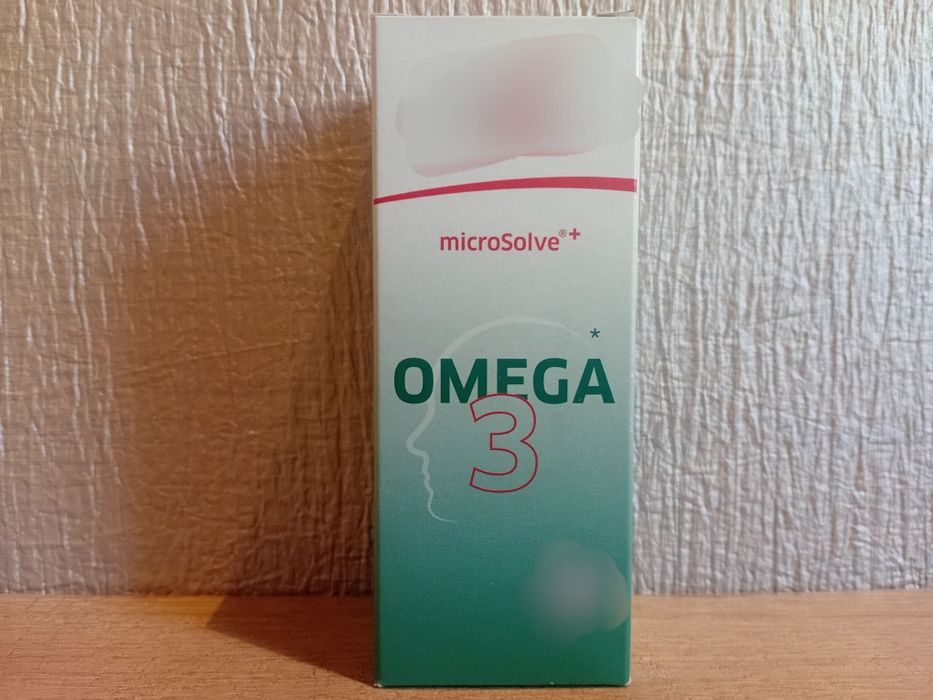 microSolve®+
*
OMEGA
3